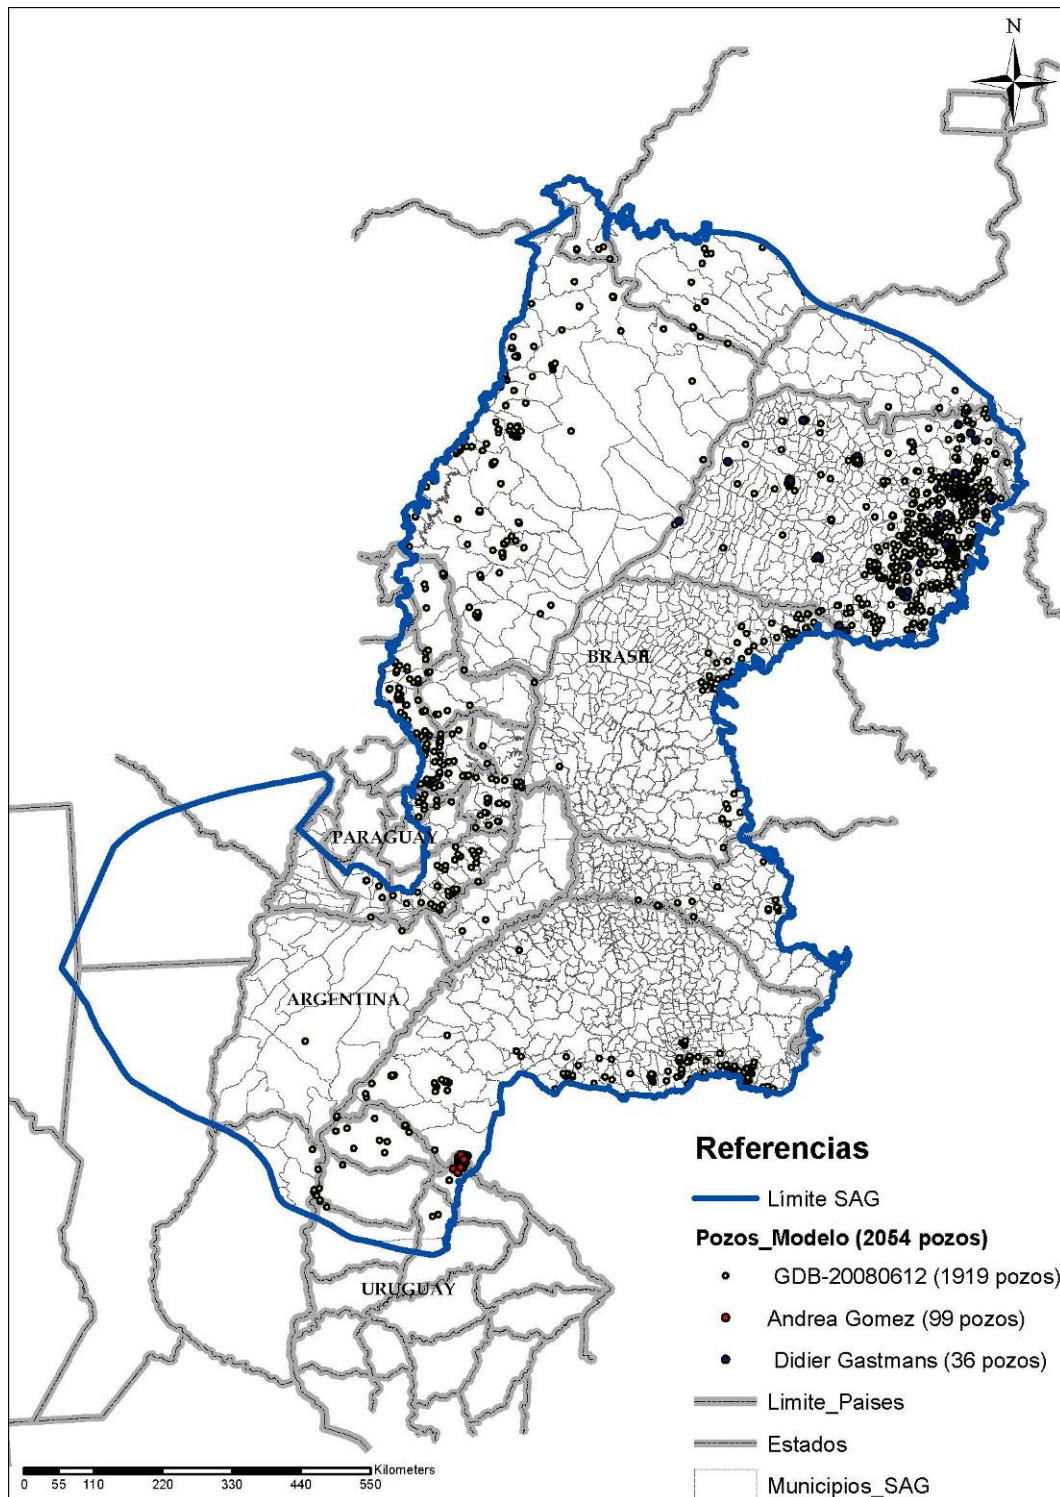 N
BRASIL
PARAGUAY
ARGENTINA
URUGUAY
Referencias
Límite SAG
Pozos_Modelo (2054 pozos)
GDB-20080612 (1919 pozos)
Andrea Gomez (99 pozos)
Didier Gastmans (36 pozos)
Limite_Paises
Estados
Municipios_SAG
Kilometers
0 55 110 220 330 440 550